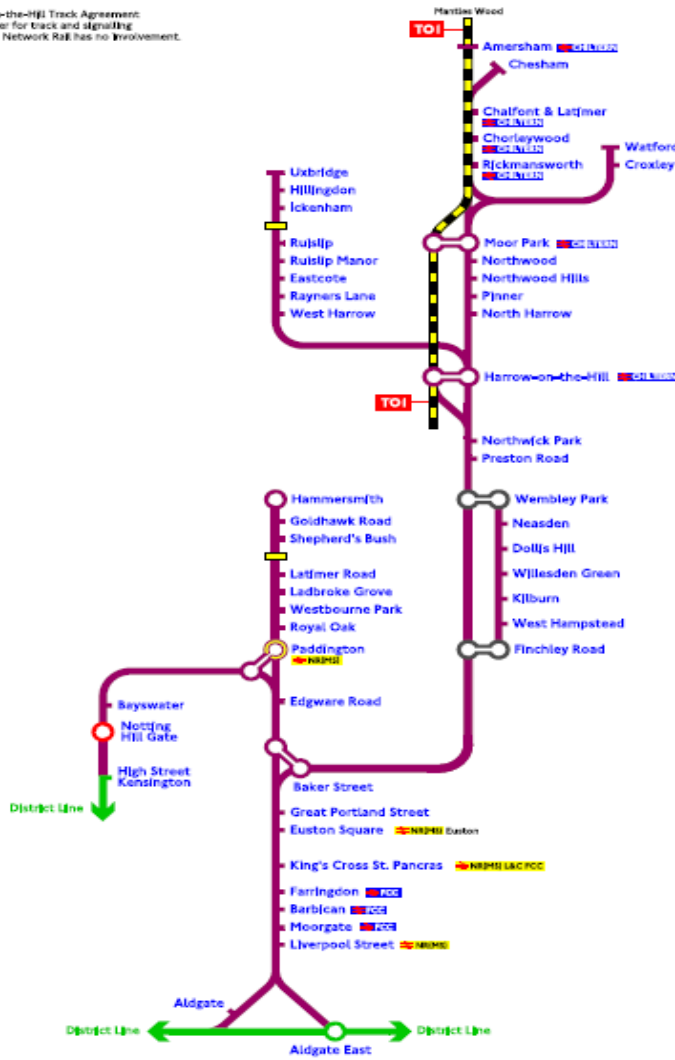 -the-Hill Track Agreement
er for track and signalling
Network Rail has no involvement.
Mantles Wood
TOI
Amersham CHILTERN
Chesham
Chalfont & Latimer
CHILTERN
Chorleywood
CHILTERN
Rickmansworth
CHILTERN
Watford
Croxley
Uxbridge
Hillingdon
Ickenham
Ruislip
Ruislip Manor
Eastcote
Rayners Lane
West Harrow
Moor Park CHILTERN
Northwood
Northwood Hills
Pinner
North Harrow
Harrow-on-the-Hill CHILTERN
TOI
Northwick Park
Preston Road
Hammersmith
Goldhawk Road
Shepherd's Bush
Latimer Road
Ladbroke Grove
Westbourne Park
Royal Oak
Paddington
NR(MS)
Wembley Park
Neasden
Dollis Hill
Willesden Green
Kilburn
West Hampstead
Finchley Road
Bayswater
Notting
Hill Gate
High Street
Kensington
District Line
Edgware Road
Baker Street
Great Portland Street
Euston Square NR(MS) Euston
King's Cross St. Pancras NR(MS) L&C FCC
Farringdon FCC
Barbican FCC
Moorgate FCC
Liverpool Street NR(MS)
Aldgate
District Line
District Line
Aldgate East